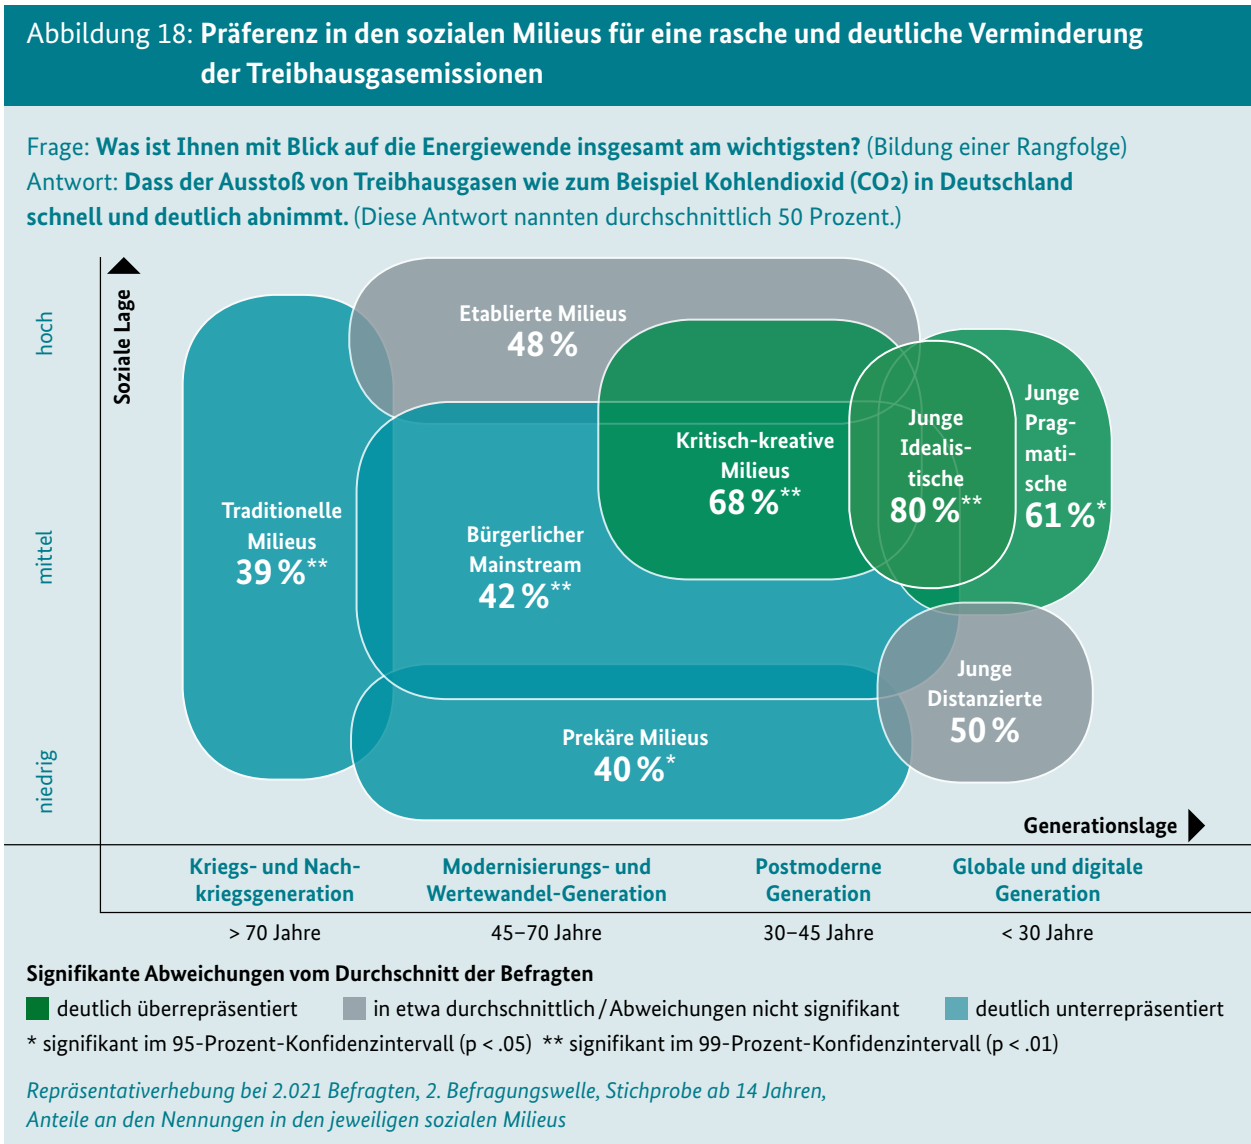 Abbildung 18: Präferenz in den sozialen Milieus für eine rasche und deutliche Verminderung
der Treibhausgasemissionen
Frage: Was ist Ihnen mit Blick auf die Energiewende insgesamt am wichtigsten? (Bildung einer Rangfolge)
Antwort: Dass der Ausstoß von Treibhausgasen wie zum Beispiel Kohlendioxid (CO2) in Deutschland
schnell und deutlich abnimmt. (Diese Antwort nannten durchschnittlich 50 Prozent.)
Soziale Lage
hoch
mittel
niedrig
Etablierte Milieus
48 %
Kritisch-kreative
Milieus
68 %**
Junge
Idealis-
tische
80 %**
Junge
Prag-
mati-
sche
61 %*
Traditionelle
Milieus
39 %**
Bürgerlicher
Mainstream
42 %**
Junge
Distanzierte
50 %
Prekäre Milieus
40 %*
Generationslage
Kriegs- und Nach-
kriegsgeneration
Modernisierungs- und
Wertewandel-Generation
Postmoderne
Generation
Globale und digitale
Generation
> 70 Jahre
45–70 Jahre
30–45 Jahre
< 30 Jahre
Signifikante Abweichungen vom Durchschnitt der Befragten
deutlich überrepräsentiert
in etwa durchschnittlich / Abweichungen nicht signifikant
deutlich unterrepräsentiert
* signifikant im 95-Prozent-Konfidenzintervall (p < .05) ** signifikant im 99-Prozent-Konfidenzintervall (p < .01)
Repräsentativerhebung bei 2.021 Befragten, 2. Befragungswelle, Stichprobe ab 14 Jahren,
Anteile an den Nennungen in den jeweiligen sozialen Milieus